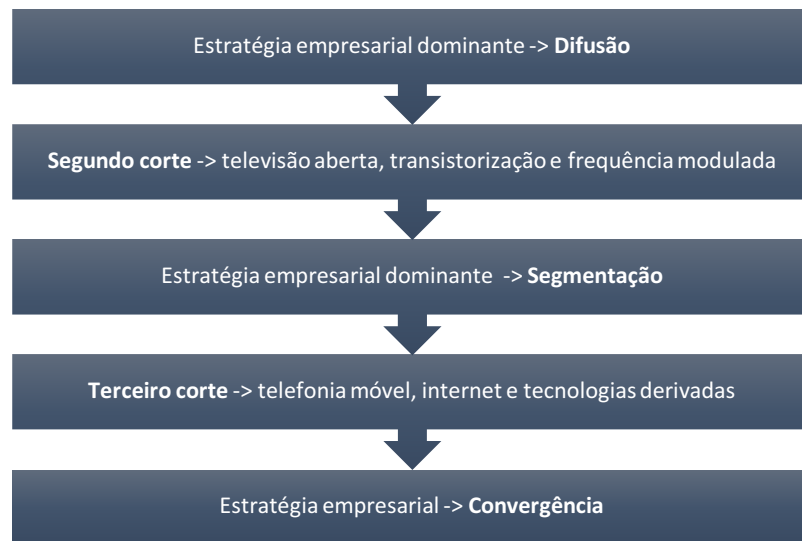 Estratégia empresarial dominante -> Difusão
Segundo corte -> televisão aberta, transistorização e frequência modulada
Estratégia empresarial dominante -> Segmentação
Terceiro corte -> telefonia móvel, internet e tecnologias derivadas
Estratégia empresarial -> Convergência